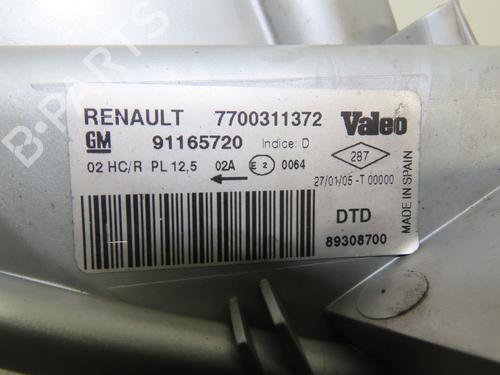 B-PARTS
RENAULT 7700311372 Valeo
GM 91165720 Indice: D
02 HC/R PL 12,5 02A E2 0064 287
27/01/05 -T 00000
DTD
89308700
MADE IN SPAIN